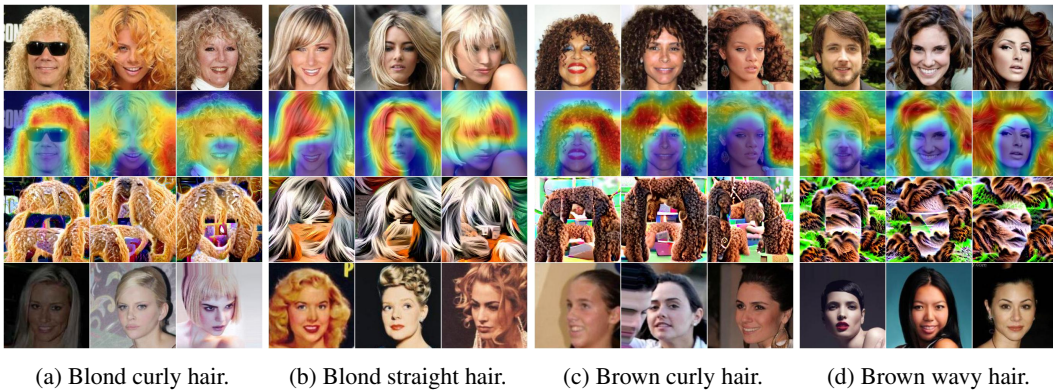 (a) Blond curly hair.
(b) Blond straight hair.
(c) Brown curly hair.
(d) Brown wavy hair.